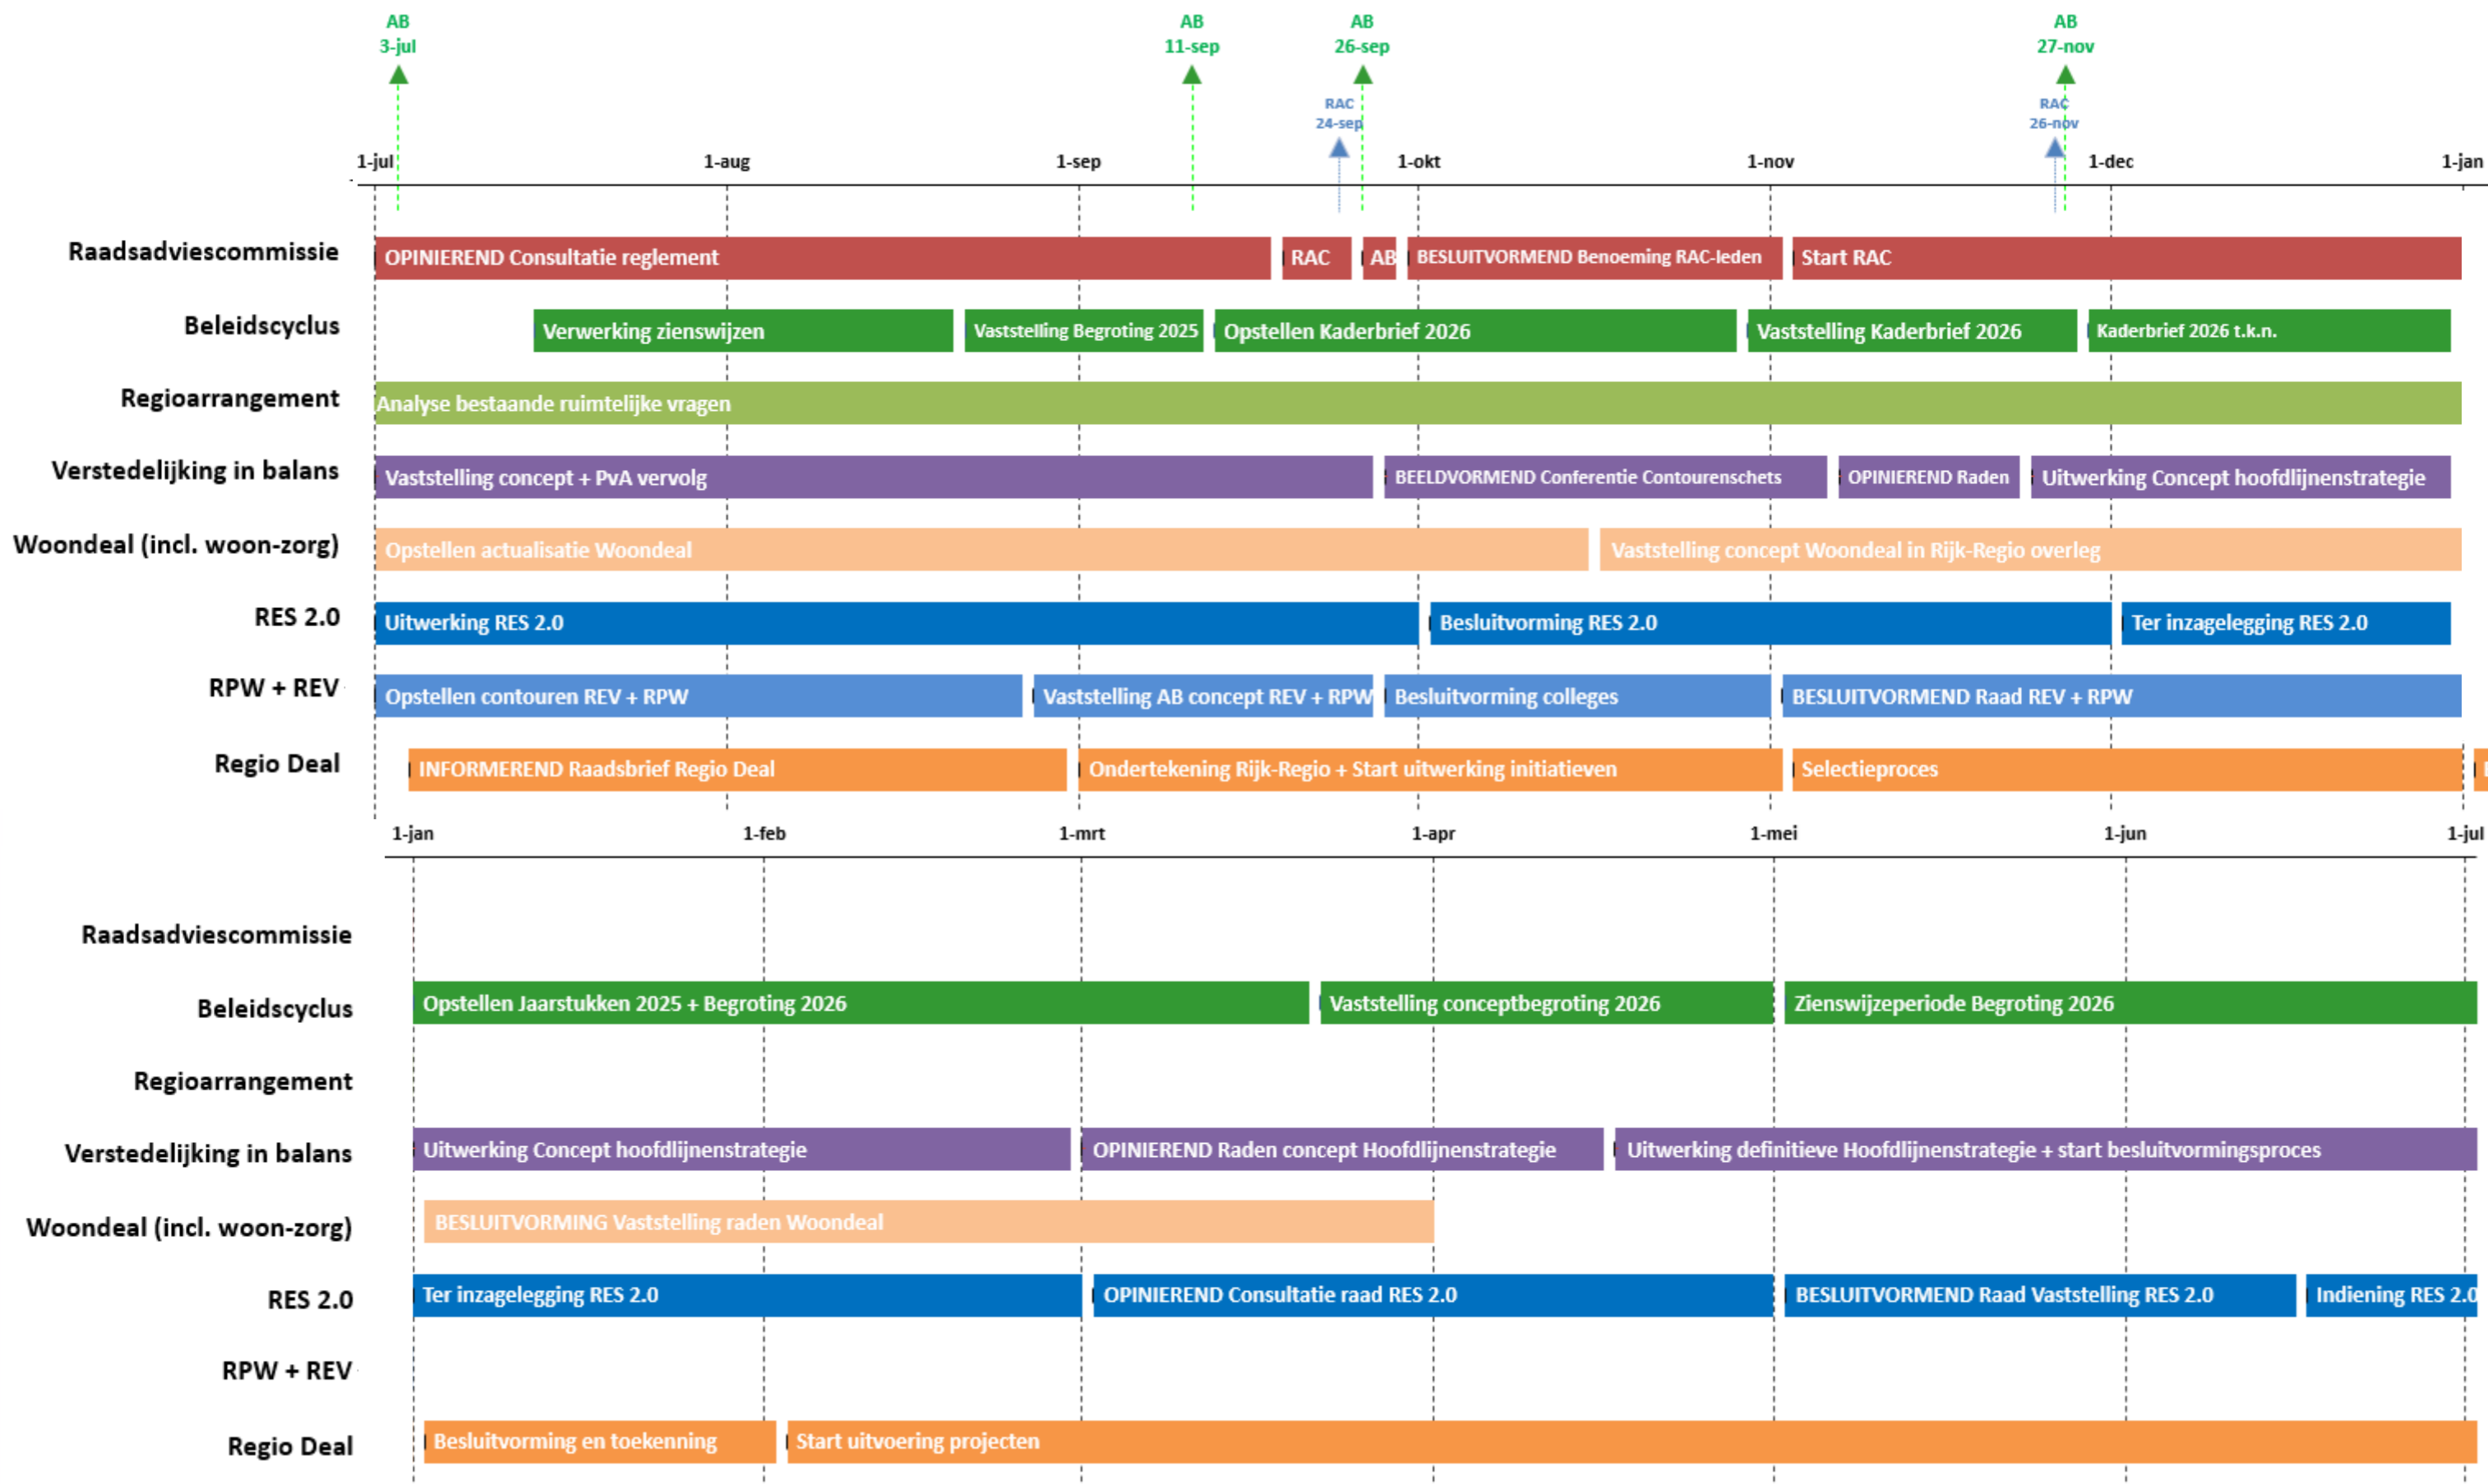 AB
3-jul
AB
11-sep
AB
26-sep
AB
27-nov
RAC
24-sep
RAC
26-nov
1-jul
1-aug
1-sep
1-okt
1-nov
1-dec
1-jan
Raadsadviescommissie
OPINIEREND Consultatie reglement
RAC
AB
BESLUITVORMEND Benoeming RAC-leden
Start RAC
Beleidscyclus
Verwerking zienswijzen
Vaststelling Begroting 2025
Opstellen Kaderbrief 2026
Vaststelling Kaderbrief 2026
Kaderbrief 2026 t.k.n.
Regioarrangement
Analyse bestaande ruimtelijke vragen
Verstedelijking in balans
Vaststelling concept + PvA vervolg
BEELDVORMEND Conferentie Contourenschets
OPINIEREND Raden
Uitwerking Concept hoofdlijnenstrategie
Woondeal (incl. woon-zorg)
Opstellen actualisatie Woondeal
Vaststelling concept Woondeal in Rijk-Regio overleg
RES 2.0
Uitwerking RES 2.0
Besluitvorming RES 2.0
Ter inzagelegging RES 2.0
RPW + REV
Opstellen contouren REV + RPW
Vaststelling AB concept REV + RPW
Besluitvorming colleges
BESLUITVORMEND Raad REV + RPW
Regio Deal
INFORMEREND Raadsbrief Regio Deal
Ondertekening Rijk-Regio + Start uitwerking initiatieven
Selectieproces
1-jan
1-feb
1-mrt
1-apr
1-mei
1-jun
1-jul
Raadsadviescommissie
Beleidscyclus
Opstellen Jaarstukken 2025 + Begroting 2026
Vaststelling conceptbegroting 2026
Zienswijzeperiode Begroting 2026
Regioarrangement
Verstedelijking in balans
Uitwerking Concept hoofdlijnenstrategie
OPINIEREND Raden concept Hoofdlijnenstrategie
Uitwerking definitieve Hoofdlijnenstrategie + start besluitvormingsproces
Woondeal (incl. woon-zorg)
BESLUITVORMING Vaststelling raden Woondeal
RES 2.0
Ter inzagelegging RES 2.0
OPINIEREND Consultatie raad RES 2.0
BESLUITVORMEND Raad Vaststelling RES 2.0
Indiening RES 2.0
RPW + REV
Regio Deal
Besluitvorming en toekenning
Start uitvoering projecten